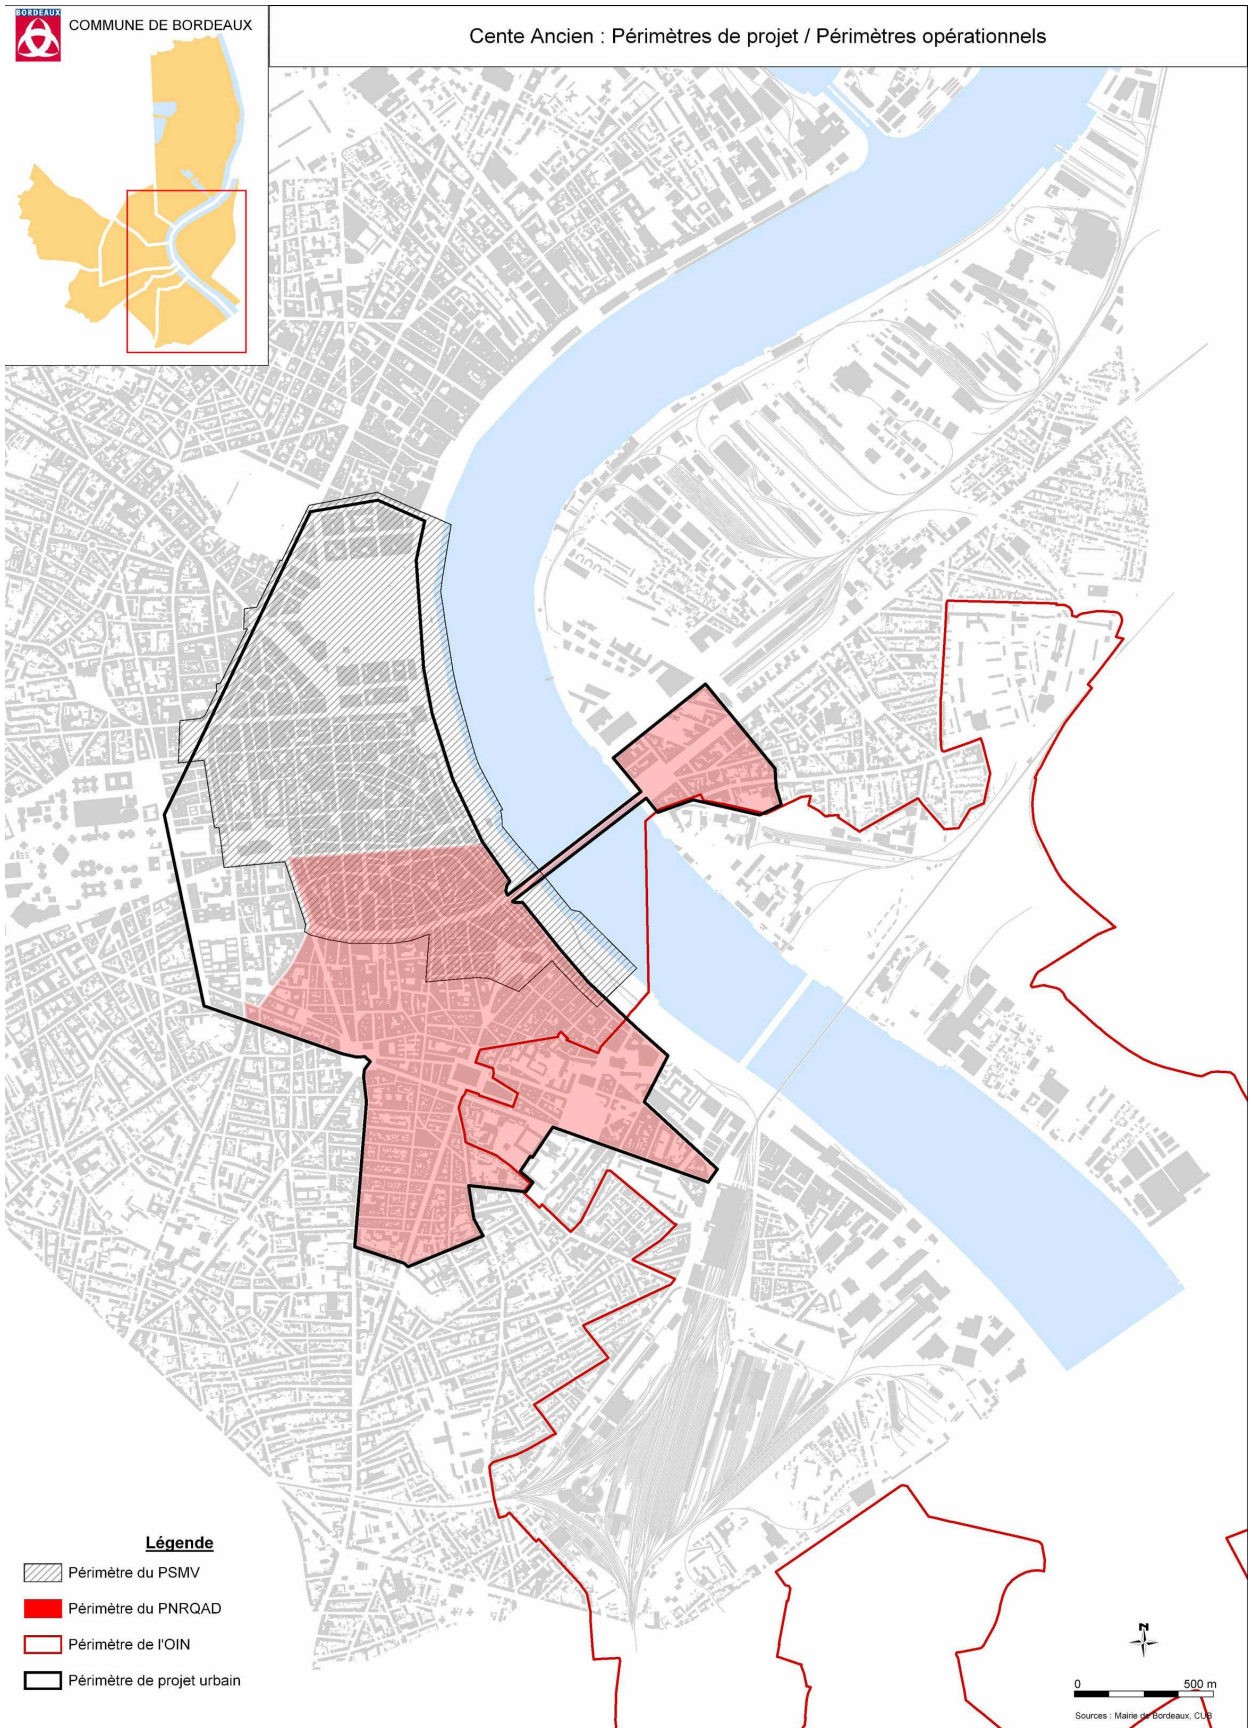 BORDEAUX
COMMUNE DE BORDEAUX
Cente Ancien : Périmètres de projet / Périmètres opérationnels
Légende
Périmètre du PSMV
Périmètre du PNRQAD
Périmètre de l'OIN
Périmètre de projet urbain
N
0 500 m
Sources : Mairie de Bordeaux, CUB